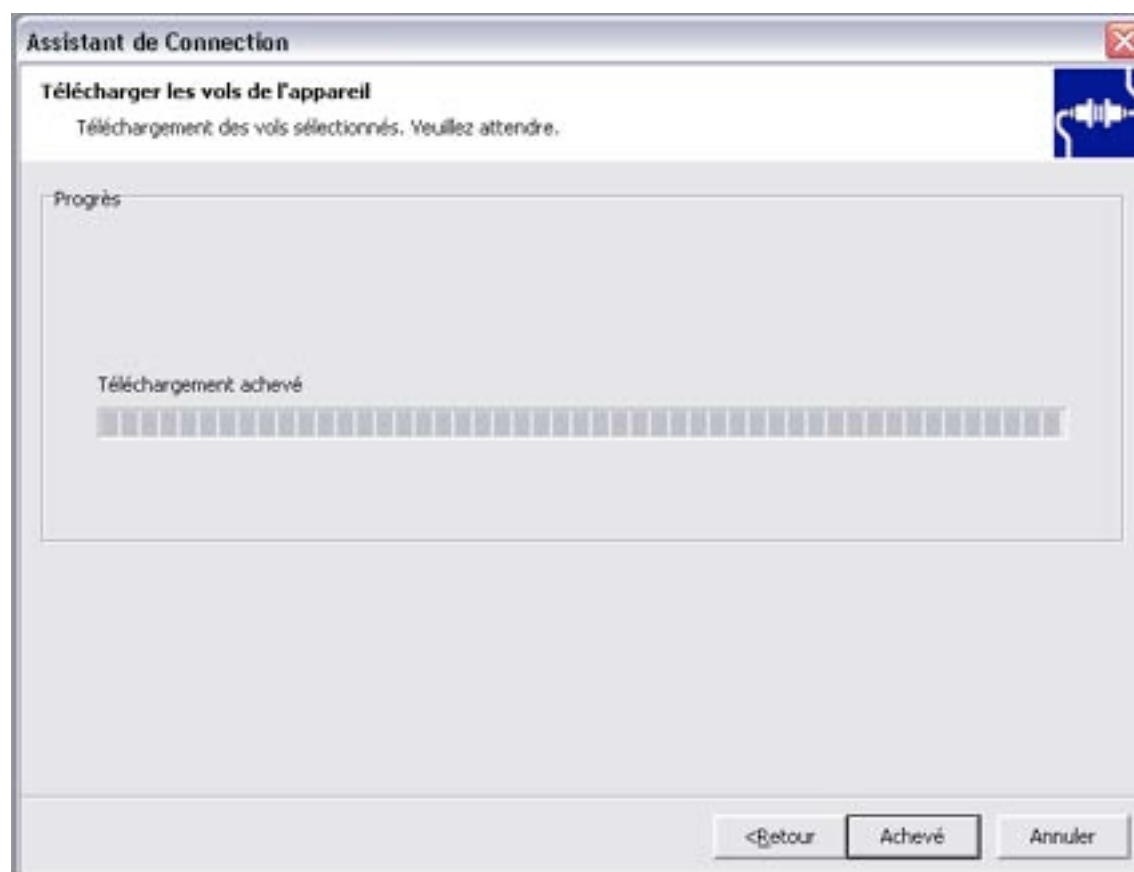 Assistant de Connection
Télécharger les vols de l'appareil
Téléchargement des vols sélectionnés. Veuillez attendre.
Progrès
Téléchargement achevé
<Retour
Achevé
Annuler